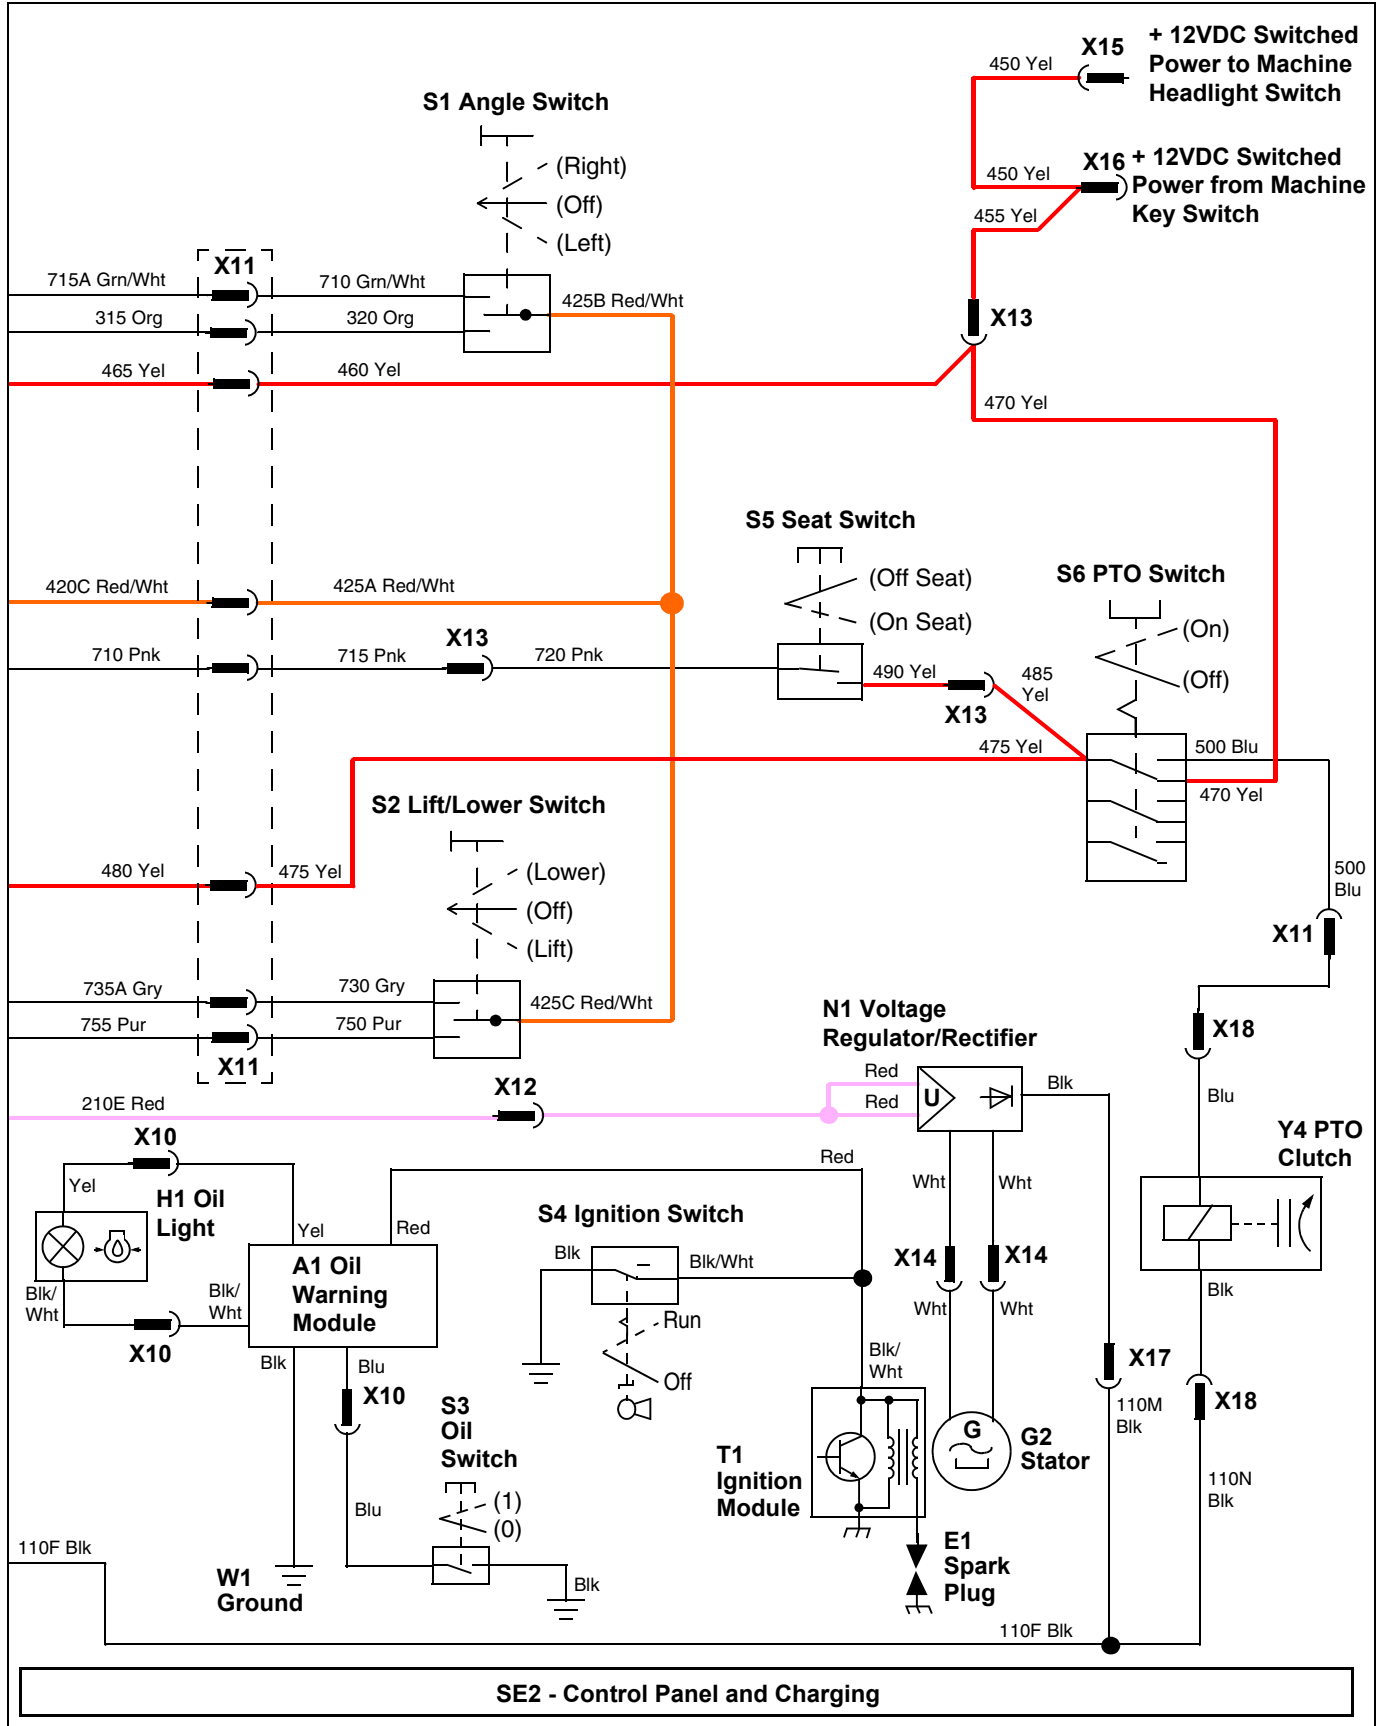 + 12VDC Switched
Power to Machine
Headlight Switch
X15
450 Yel
S1 Angle Switch
(Right)
(Off)
(Left)
X16
+ 12VDC Switched
Power from Machine
Key Switch
450 Yel
455 Yel
X11
715A Grn/Wht
710 Grn/Wht
425B Red/Wht
315 Org
320 Org
X13
465 Yel
460 Yel
470 Yel
S5 Seat Switch
(Off Seat)
(On Seat)
S6 PTO Switch
(On)
(Off)
420C Red/Wht
425A Red/Wht
710 Pnk
715 Pnk
X13
720 Pnk
490 Yel
485
Yel
X13
475 Yel
500 Blu
470 Yel
S2 Lift/Lower Switch
(Lower)
(Off)
(Lift)
480 Yel
475 Yel
500
Blu
X11
735A Gry
730 Gry
425C Red/Wht
755 Pur
750 Pur
X11
N1 Voltage
Regulator/Rectifier
X18
Red
Red
U
Blk
Blu
210E Red
X12
X10
Yel
H1 Oil
Light
Yel
Red
Red
Y4 PTO
Clutch
Wht
Wht
S4 Ignition Switch
Blk
Blk/Wht
X14
X14
Wht
Wht
Blk
A1 Oil
Warning
Module
Blk/
Wht
Blk/
Wht
X10
Run
Off
Blk
Blu
X10
Blk/
Wht
X17
110M
Blk
X18
S3
Oil
Switch
(1)
(0)
T1
Ignition
Module
G
G2
Stator
110N
Blk
Blu
110F Blk
W1
Ground
Blk
E1
Spark
Plug
110F Blk
SE2 - Control Panel and Charging